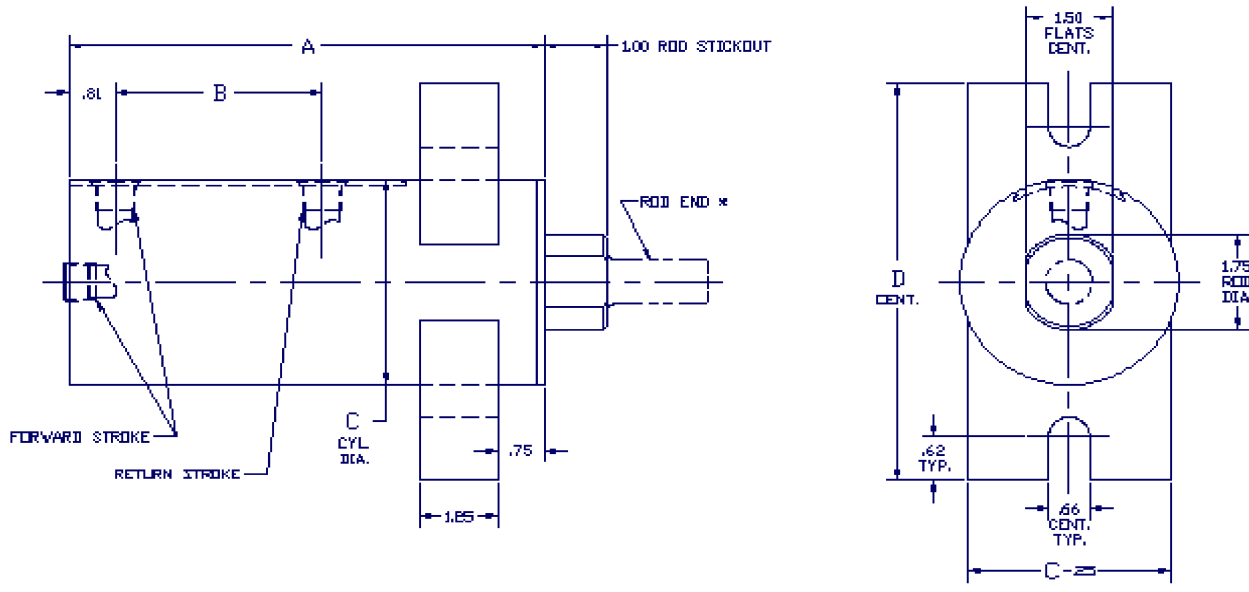 A
1.00 ROD STICKOUT
.81
B
ROD END *
FORWARD STROKE
RETURN STROKE
C
CYL
DIA.
.75
1.25
1.50
FLATS
CENT.
D
CENT.
1.75
ROD
DIA
.62
TYP.
.66
CENT.
TYP.
C-.25